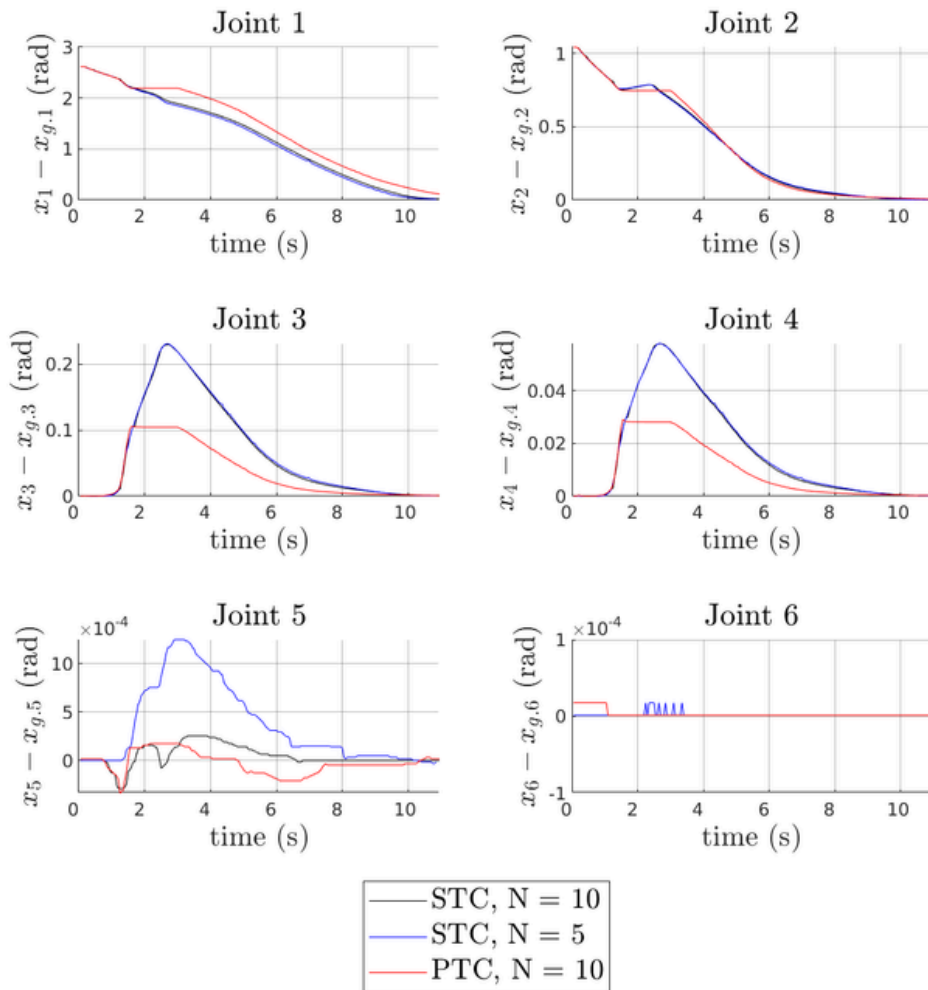 Joint 1
3
2
1
0
0 2 4 6 8 10
x1 − xg.1 (rad)
time (s)
Joint 2
1
0.5
0
0 2 4 6 8 10
x2 − xg.2 (rad)
time (s)
Joint 3
0.2
0.1
0
0 2 4 6 8 10
x3 − xg.3 (rad)
time (s)
Joint 4
0.04
0.02
0
0 2 4 6 8 10
x4 − xg.4 (rad)
time (s)
Joint 5
×10-4
10
5
0
0 2 4 6 8 10
x5 − xg.5 (rad)
time (s)
Joint 6
×10-4
1
0
-1
0 2 4 6 8 10
x6 − xg.6 (rad)
time (s)
STC, N = 10
STC, N = 5
PTC, N = 10